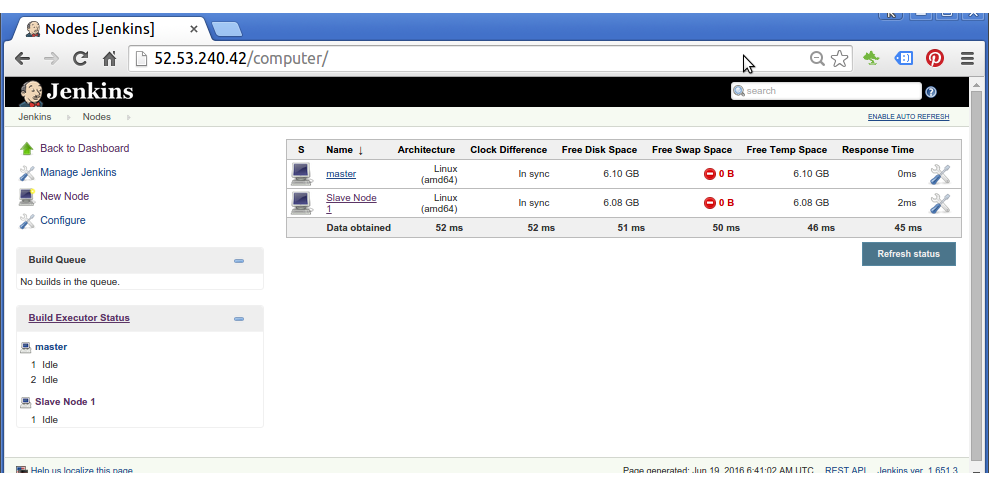 Nodes [Jenkins] ×
52.53.240.42/computer/
Jenkins
search
Jenkins Nodes
ENABLE AUTO REFRESH
Back to Dashboard
Manage Jenkins
New Node
Configure
S Name ↓ Architecture Clock Difference Free Disk Space Free Swap Space Free Temp Space Response Time
master Linux (amd64) In sync 6.10 GB 0 B 6.10 GB 0ms
Slave Node 1 Linux (amd64) In sync 6.08 GB 0 B 6.08 GB 2ms
Data obtained 52 ms 52 ms 51 ms 50 ms 46 ms 45 ms
Refresh status
Build Queue
No builds in the queue.
Build Executor Status
master
1 Idle
2 Idle
Slave Node 1
1 Idle
Help us localize this page
Page generated: Jun 19, 2016 6:41:02 AM UTC REST API Jenkins ver. 1.651.3